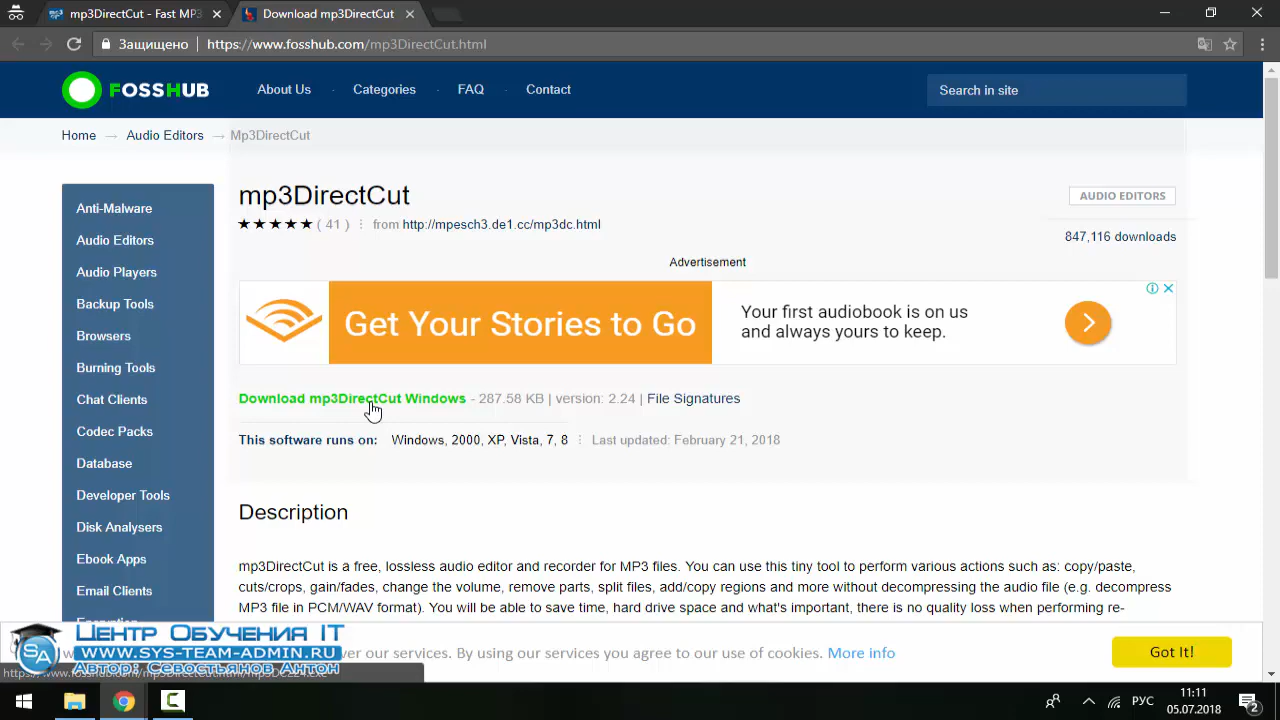 mp3DirectCut - Fast MP3
Download mp3DirectCut
Защищено
https://www.fosshub.com/mp3DirectCut.html
FOSSHUB
About Us
Categories
FAQ
Contact
Search in site
Home → Audio Editors → Mp3DirectCut
mp3DirectCut
AUDIO EDITORS
★★★★★ ( 41 ) from http://mpesch3.de1.cc/mp3dc.html
847,116 downloads
Advertisement
Get Your Stories to Go
Your first audiobook is on us
and always yours to keep.
Download mp3DirectCut Windows - 287.58 KB | version: 2.24 | File Signatures
This software runs on: Windows, 2000, XP, Vista, 7, 8 Last updated: February 21, 2018
Anti-Malware
Audio Editors
Audio Players
Backup Tools
Browsers
Burning Tools
Chat Clients
Codec Packs
Database
Developer Tools
Disk Analysers
Ebook Apps
Email Clients
Description
mp3DirectCut is a free, lossless audio editor and recorder for MP3 files. You can use this tiny tool to perform various actions such as: copy/paste,
cuts/crops, gain/fades, change the volume, remove parts, split files, add/copy regions and more without decompressing the audio file (e.g. decompress
MP3 file in PCM/WAV format). You will be able to save time, hard drive space and what's important, there is no quality loss when performing re-
Центр Обучения IT
www.sys-team-admin.ru
Автор: Севостьянов Антон
SA
over our services. By using our services you agree to our use of cookies. More info
Got It!
РУС
11:11
05.07.2018
2